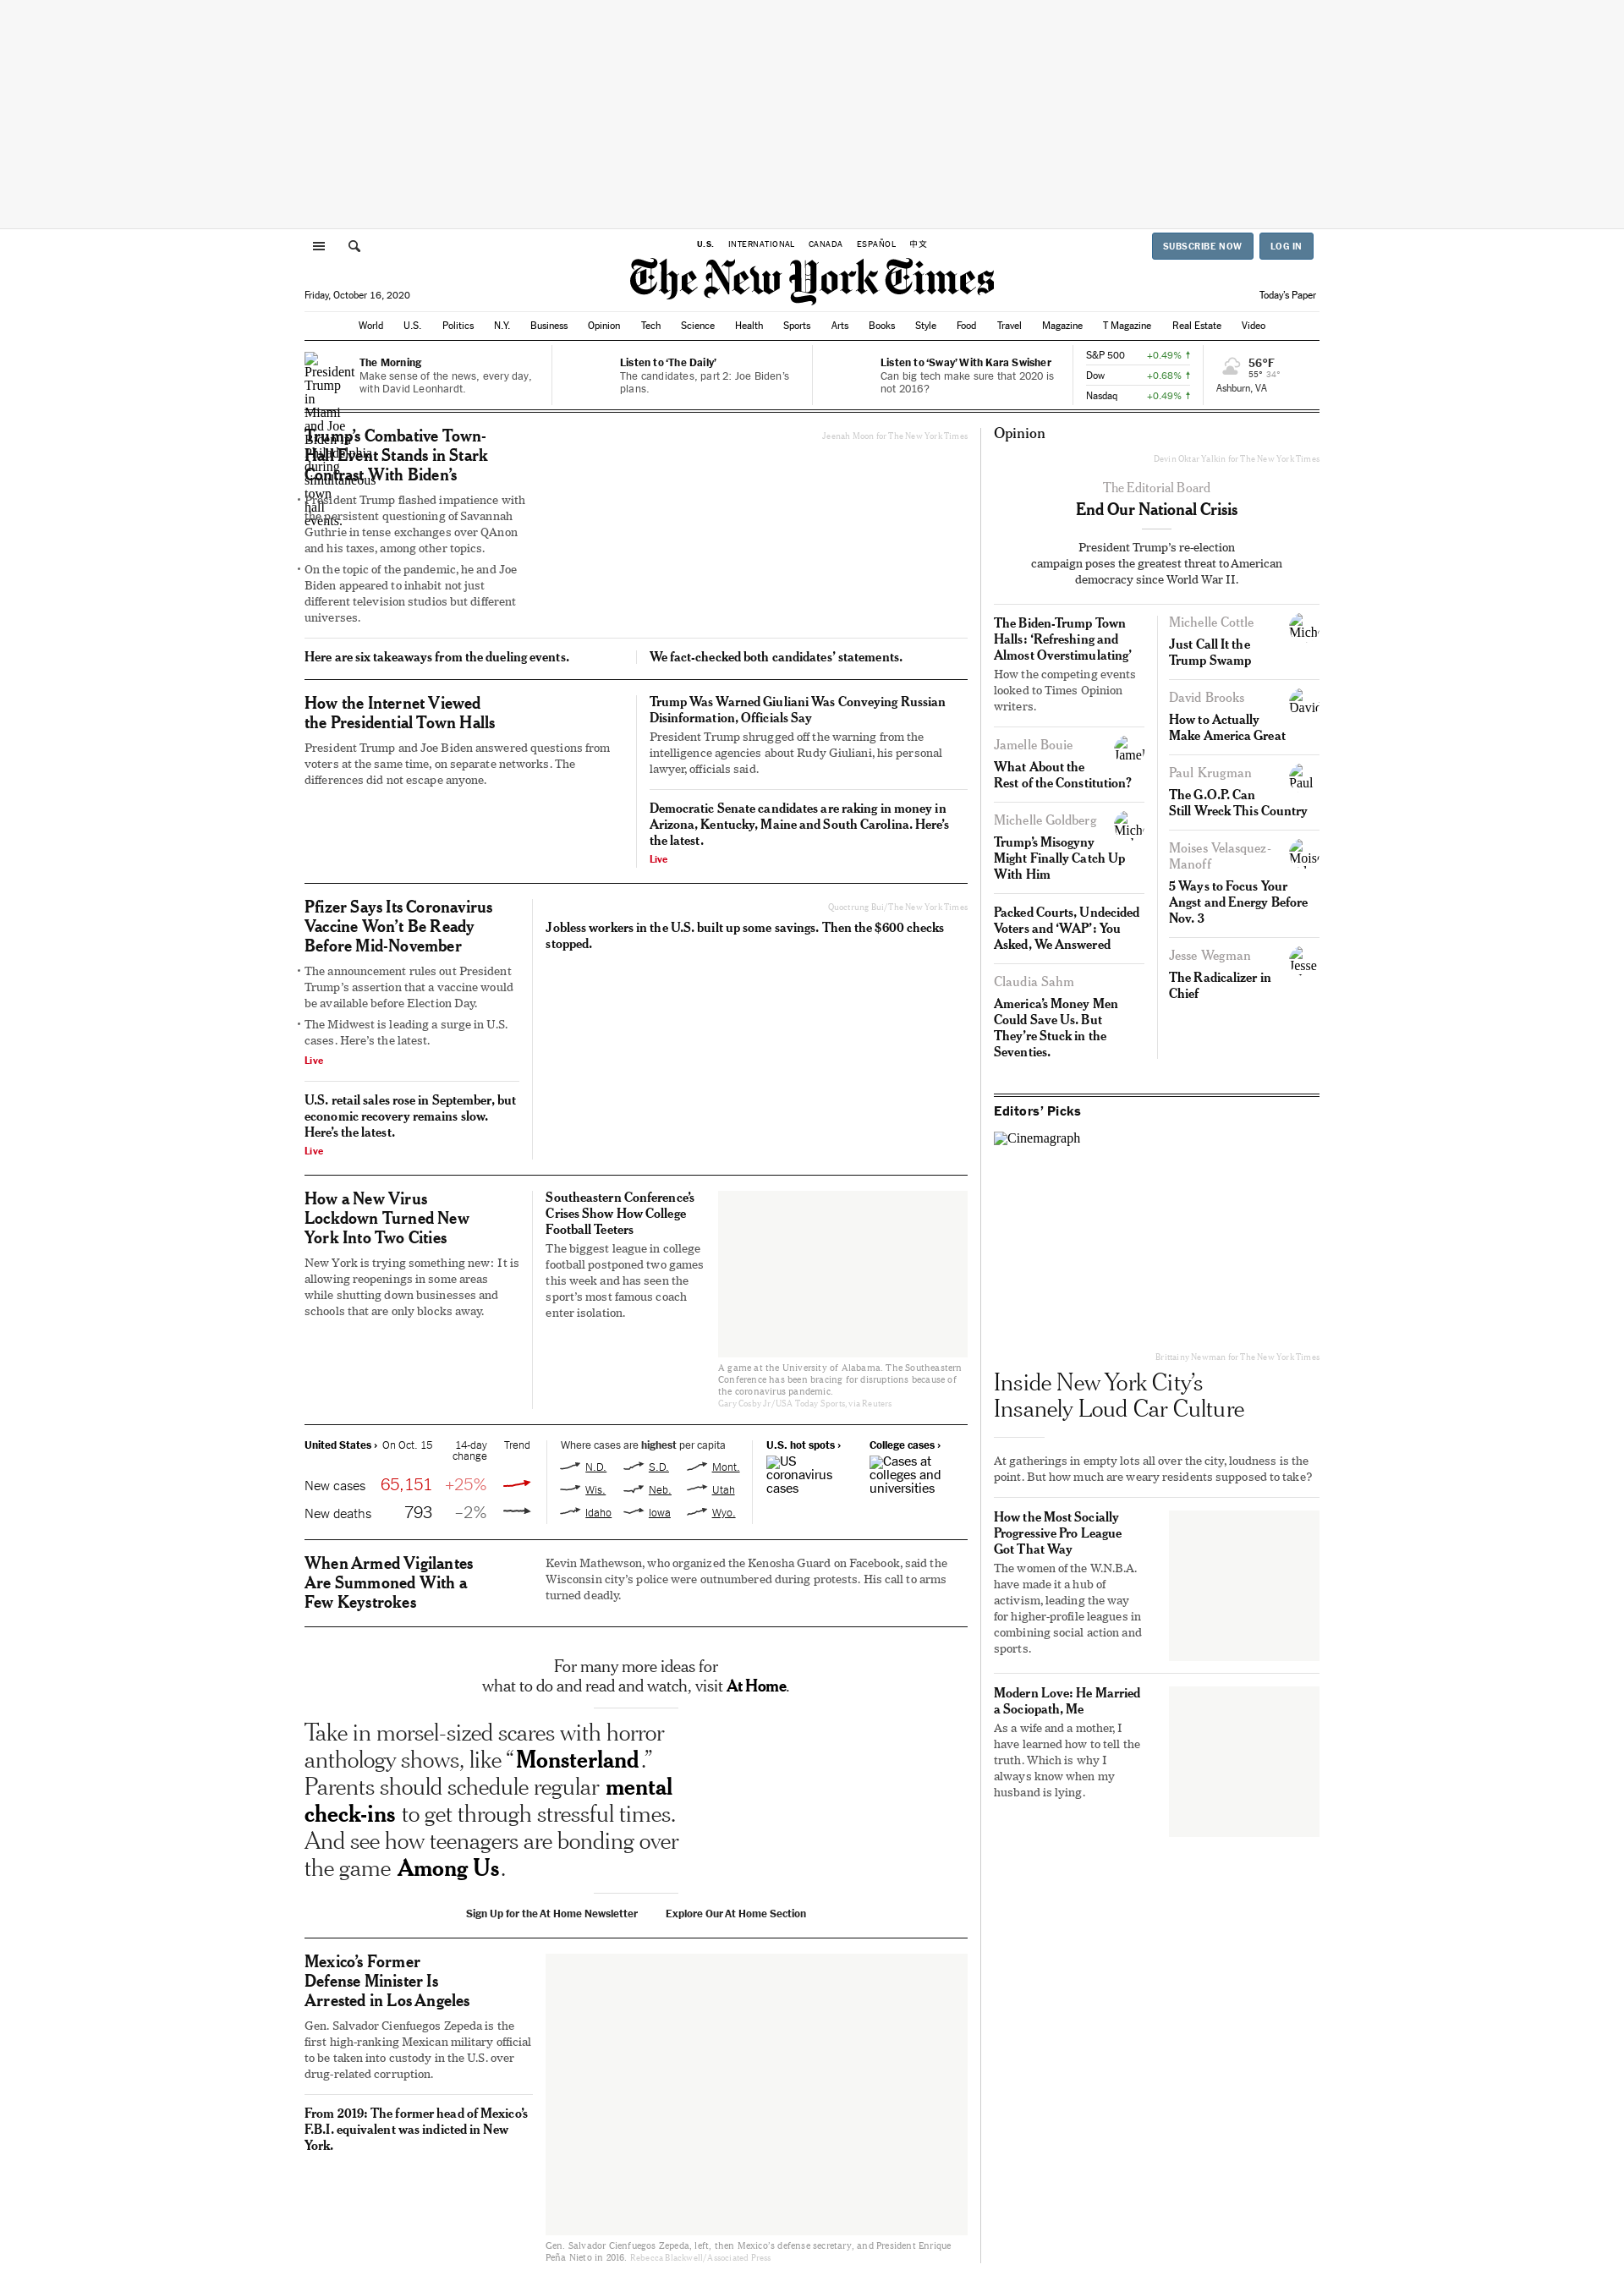 U.S. INTERNATIONAL CANADA ESPAÑOL 中文
SUBSCRIBE NOW LOG IN
The New York Times
Friday, October 16, 2020
Today's Paper
World U.S. Politics N.Y. Business Opinion Tech Science Health Sports Arts Books Style Food Travel Magazine T Magazine Real Estate Video
President
Trump
in
Miami
and Joe
Biden in
Philadelphia
during
simultaneous
town
hall
events.
The Morning
Make sense of the news, every day,
with David Leonhardt.
Listen to ‘The Daily’
The candidates, part 2: Joe Biden’s
plans.
Listen to ‘Sway’ With Kara Swisher
Can big tech make sure that 2020 is
not 2016?
S&P 500 +0.49% ↑
Dow +0.68% ↑
Nasdaq +0.49% ↑
56°F
55° 34°
Ashburn, VA
Trump’s Combative Town-
Hall Event Stands in Stark
Contrast With Biden’s
• President Trump flashed impatience with
the persistent questioning of Savannah
Guthrie in tense exchanges over QAnon
and his taxes, among other topics.
• On the topic of the pandemic, he and Joe
Biden appeared to inhabit not just
different television studios but different
universes.
Jeenah Moon for The New York Times
Here are six takeaways from the dueling events.
We fact-checked both candidates’ statements.
How the Internet Viewed
the Presidential Town Halls
President Trump and Joe Biden answered questions from
voters at the same time, on separate networks. The
differences did not escape anyone.
Trump Was Warned Giuliani Was Conveying Russian
Disinformation, Officials Say
President Trump shrugged off the warning from the
intelligence agencies about Rudy Giuliani, his personal
lawyer, officials said.
Democratic Senate candidates are raking in money in
Arizona, Kentucky, Maine and South Carolina. Here’s
the latest.
Live
Pfizer Says Its Coronavirus
Vaccine Won’t Be Ready
Before Mid-November
• The announcement rules out President
Trump’s assertion that a vaccine would
be available before Election Day.
• The Midwest is leading a surge in U.S.
cases. Here’s the latest.
Live
U.S. retail sales rose in September, but
economic recovery remains slow.
Here’s the latest.
Live
Quoctrung Bui/The New York Times
Jobless workers in the U.S. built up some savings. Then the $600 checks
stopped.
How a New Virus
Lockdown Turned New
York Into Two Cities
New York is trying something new: It is
allowing reopenings in some areas
while shutting down businesses and
schools that are only blocks away.
Southeastern Conference’s
Crises Show How College
Football Teeters
The biggest league in college
football postponed two games
this week and has seen the
sport’s most famous coach
enter isolation.
A game at the University of Alabama. The Southeastern
Conference has been bracing for disruptions because of
the coronavirus pandemic.
Gary Cosby Jr/USA Today Sports, via Reuters
United States › On Oct. 15 14-day
change Trend
New cases 65,151 +25%
New deaths 793 –2%
Where cases are highest per capita
N.D. S.D. Mont.
Wis. Neb. Utah
Idaho Iowa Wyo.
U.S. hot spots ›
US
coronavirus
cases
College cases ›
Cases at
colleges and
universities
When Armed Vigilantes
Are Summoned With a
Few Keystrokes
Kevin Mathewson, who organized the Kenosha Guard on Facebook, said the
Wisconsin city’s police were outnumbered during protests. His call to arms
turned deadly.
For many more ideas for
what to do and read and watch, visit At Home.
Take in morsel-sized scares with horror
anthology shows, like “Monsterland.”
Parents should schedule regular mental
check-ins to get through stressful times.
And see how teenagers are bonding over
the game Among Us.
Sign Up for the At Home Newsletter Explore Our At Home Section
Mexico’s Former
Defense Minister Is
Arrested in Los Angeles
Gen. Salvador Cienfuegos Zepeda is the
first high-ranking Mexican military official
to be taken into custody in the U.S. over
drug-related corruption.
From 2019: The former head of Mexico’s
F.B.I. equivalent was indicted in New
York.
Gen. Salvador Cienfuegos Zepeda, left, then Mexico’s defense secretary, and President Enrique
Peña Nieto in 2016. Rebecca Blackwell/Associated Press
Opinion
Devin Oktar Yalkin for The New York Times
The Editorial Board
End Our National Crisis
President Trump’s re-election
campaign poses the greatest threat to American
democracy since World War II.
The Biden-Trump Town
Halls: ‘Refreshing and
Almost Overstimulating’
How the competing events
looked to Times Opinion
writers.
Jamelle Bouie
What About the
Rest of the Constitution?
Michelle Goldberg
Trump’s Misogyny
Might Finally Catch Up
With Him
Packed Courts, Undecided
Voters and ‘WAP’: You
Asked, We Answered
Claudia Sahm
America’s Money Men
Could Save Us. But
They’re Stuck in the
Seventies.
Michelle Cottle
Just Call It the
Trump Swamp
David Brooks
David
How to Actually
Make America Great
Paul Krugman
Paul
The G.O.P. Can
Still Wreck This Country
Moises Velasquez-
Manoff
5 Ways to Focus Your
Angst and Energy Before
Nov. 3
Jesse Wegman
Jesse
The Radicalizer in
Chief
Editors’ Picks
Cinemagraph
Brittainy Newman for The New York Times
Inside New York City’s
Insanely Loud Car Culture
At gatherings in empty lots all over the city, loudness is the
point. But how much are weary residents supposed to take?
How the Most Socially
Progressive Pro League
Got That Way
The women of the W.N.B.A.
have made it a hub of
activism, leading the way
for higher-profile leagues in
combining social action and
sports.
Modern Love: He Married
a Sociopath, Me
As a wife and a mother, I
have learned how to tell the
truth. Which is why I
always know when my
husband is lying.